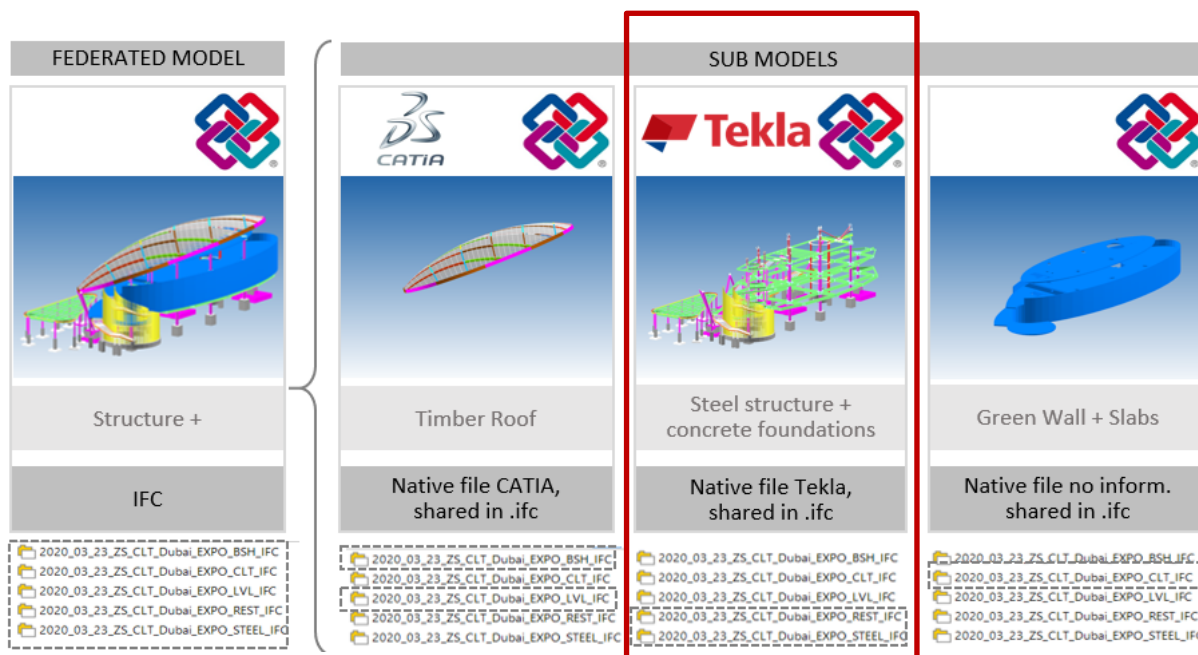 FEDERATED MODEL
SUB MODELS
®
CATIA
®
Tekla
®
®
Structure +
Timber Roof
Steel structure +
concrete foundations
Green Wall + Slabs
IFC
Native file CATIA,
shared in .ifc
Native file Tekla,
shared in .ifc
Native file no inform.
shared in .ifc
2020_03_23_ZS_CLT_Dubai_EXPO_BSH_IFC
2020_03_23_ZS_CLT_Dubai_EXPO_CLT_IFC
2020_03_23_ZS_CLT_Dubai_EXPO_LVL_IFC
2020_03_23_ZS_CLT_Dubai_EXPO_REST_IFC
2020_03_23_ZS_CLT_Dubai_EXPO_STEEL_IFC
2020_03_23_ZS_CLT_Dubai_EXPO_BSH_IFC
2020_03_23_ZS_CLT_Dubai_EXPO_CLT_IFC
2020_03_23_ZS_CLT_Dubai_EXPO_LVL_IFC
2020_03_23_ZS_CLT_Dubai_EXPO_REST_IFC
2020_03_23_ZS_CLT_Dubai_EXPO_STEEL_IFC
2020_03_23_ZS_CLT_Dubai_EXPO_BSH_IFC
2020_03_23_ZS_CLT_Dubai_EXPO_CLT_IFC
2020_03_23_ZS_CLT_Dubai_EXPO_LVL_IFC
2020_03_23_ZS_CLT_Dubai_EXPO_REST_IFC
2020_03_23_ZS_CLT_Dubai_EXPO_STEEL_IFC
2020_03_23_ZS_CLT_Dubai_EXPO_BSH_IFC
2020_03_23_ZS_CLT_Dubai_EXPO_CLT_IFC
2020_03_23_ZS_CLT_Dubai_EXPO_LVL_IFC
2020_03_23_ZS_CLT_Dubai_EXPO_REST_IFC
2020_03_23_ZS_CLT_Dubai_EXPO_STEEL_IFC